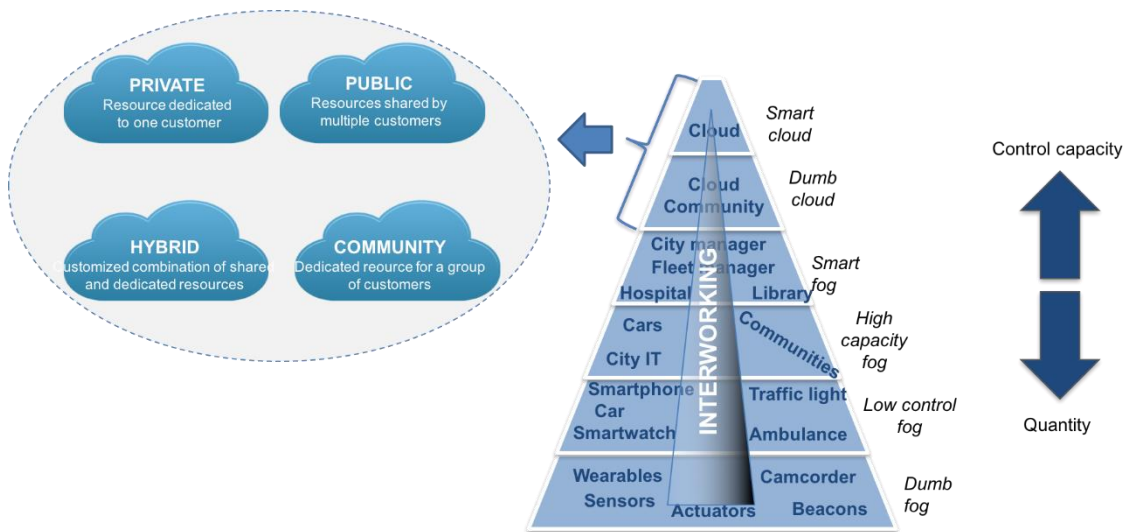 PRIVATE
Resource dedicated
to one customer
PUBLIC
Resources shared by
multiple customers
HYBRID
Customized combination of shared
and dedicated resources
COMMUNITY
Dedicated reource for a group
of customers
Cloud
Smart
cloud
Cloud
Community
Dumb
cloud
City manager
Fleet manager
Hospital
Library
Smart
fog
Cars
City IT
Communities
High
capacity
fog
Smartphone
Car
Smartwatch
Traffic light
Ambulance
Low control
fog
Wearables
Sensors
Actuators
Camcorder
Beacons
Dumb
fog
INTERWORKING
Control capacity
Quantity